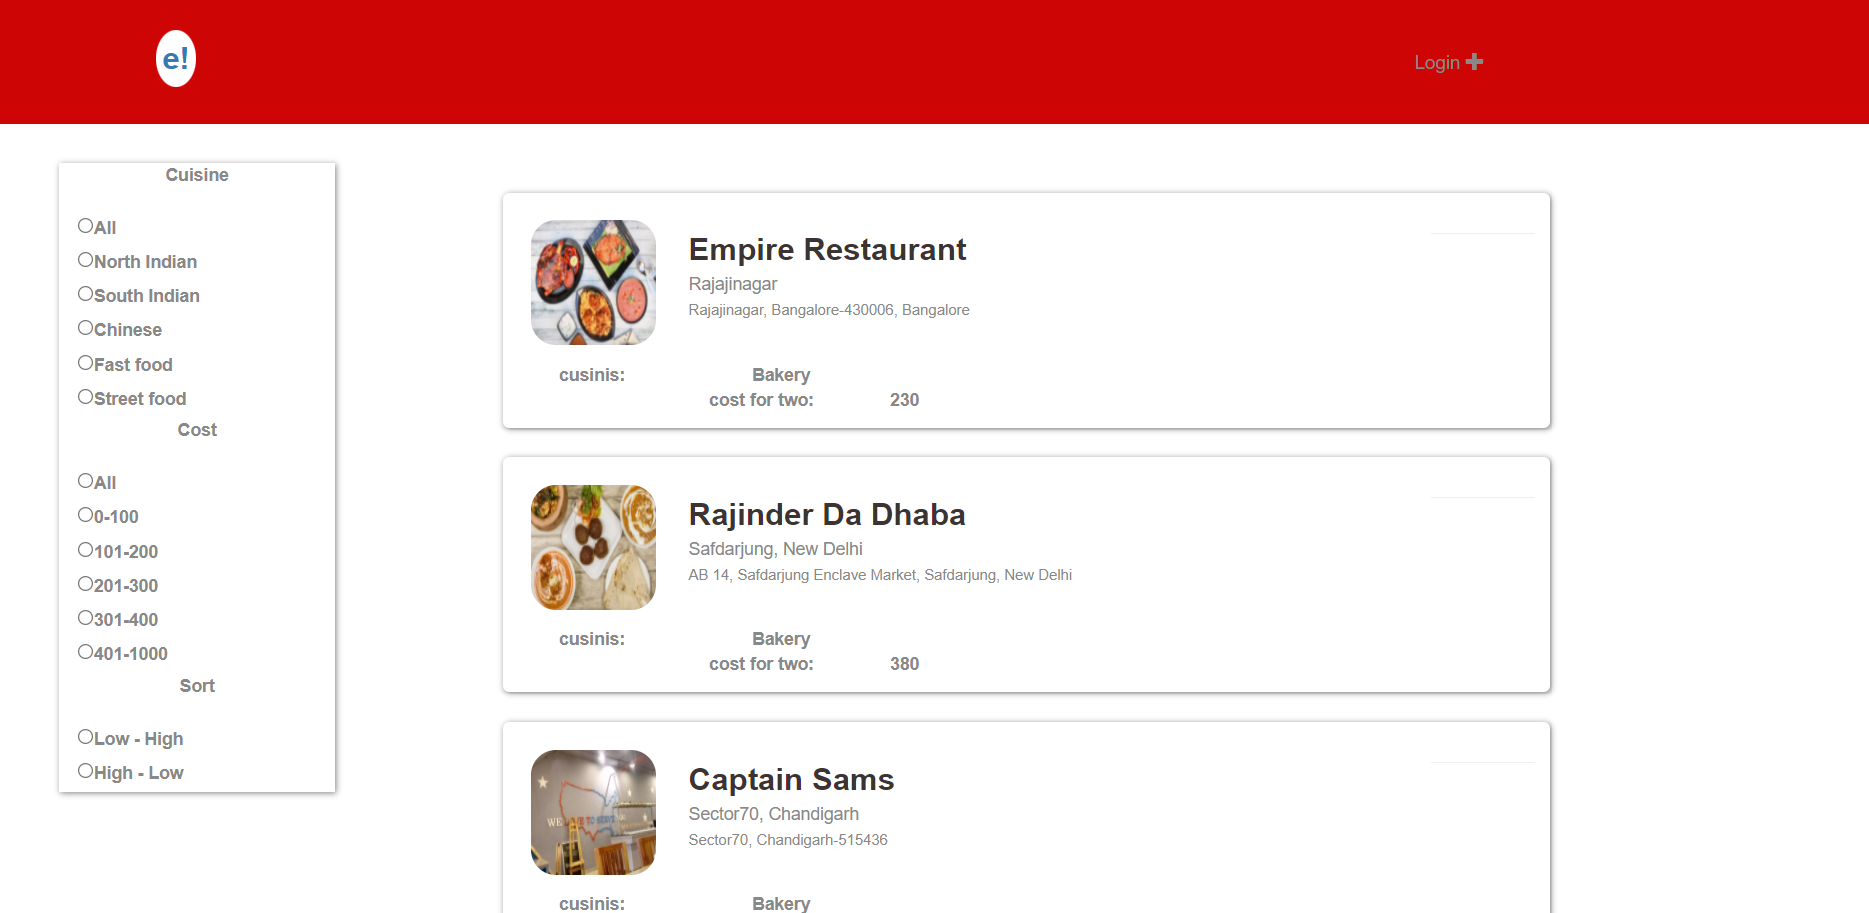 e!
Login
Cuisine
All
North Indian
South Indian
Chinese
Fast food
Street food
Cost
All
0-100
101-200
201-300
301-400
401-1000
Sort
Low - High
High - Low
Empire Restaurant
Rajajinagar
Rajajinagar, Bangalore-430006, Bangalore
cusinis: Bakery
cost for two: 230
Rajinder Da Dhaba
Safdarjung, New Delhi
AB 14, Safdarjung Enclave Market, Safdarjung, New Delhi
cusinis: Bakery
cost for two: 380
Captain Sams
Sector70, Chandigarh
Sector70, Chandigarh-515436
cusinis: Bakery